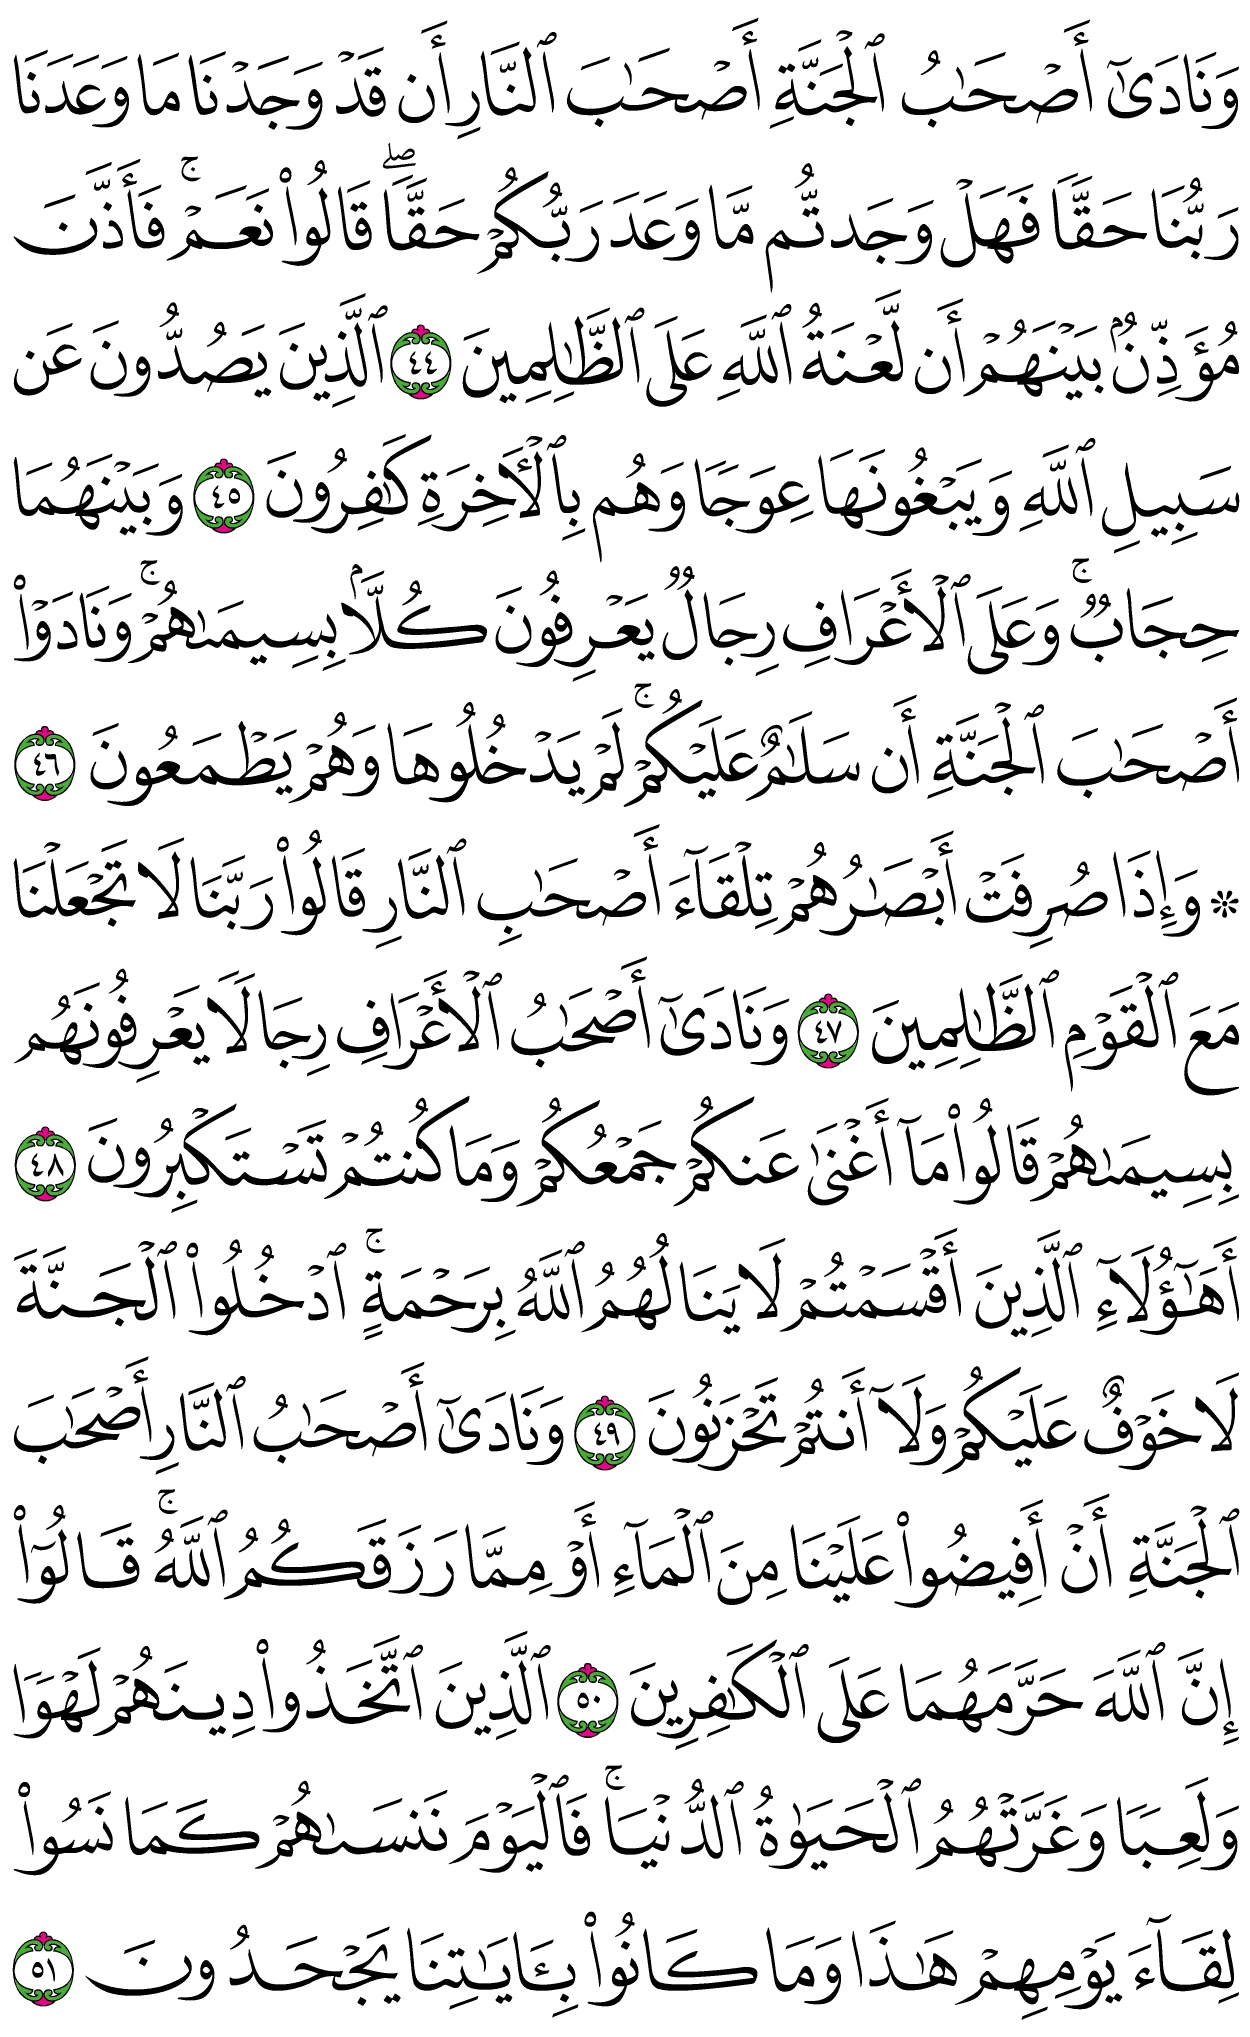 وَنَادَىٰٓ أَصۡحَٰبُ ٱلۡجَنَّةِ أَصۡحَٰبَ ٱلنَّارِ أَن قَدۡ وَجَدۡنَا مَا وَعَدَنَا
رَبُّنَا حَقّٗا فَهَلۡ وَجَدتُّم مَّا وَعَدَ رَبُّكُمۡ حَقّٗاۖ قَالُواْ نَعَمۡۚ فَأَذَّنَ
مُؤَذِّنُۢ بَيۡنَهُمۡ أَن لَّعۡنَةُ ٱللَّهِ عَلَى ٱلظَّٰلِمِينَ ٤٤ ٱلَّذِينَ يَصُدُّونَ عَن
سَبِيلِ ٱللَّهِ وَيَبۡغُونَهَا عِوَجٗا وَهُم بِٱلۡأٓخِرَةِ كَٰفِرُونَ ٤٥ وَبَيۡنَهُمَا
حِجَابٞۚ وَعَلَى ٱلۡأَعۡرَافِ رِجَالٞ يَعۡرِفُونَ كُلَّۢا بِسِيمَىٰهُمۡۚ وَنَادَوۡاْ
أَصۡحَٰبَ ٱلۡجَنَّةِ أَن سَلَٰمٌ عَلَيۡكُمۡۚ لَمۡ يَدۡخُلُوهَا وَهُمۡ يَطۡمَعُونَ ٤٦
۞ وَإِذَا صُرِفَتۡ أَبۡصَٰرُهُمۡ تِلۡقَآءَ أَصۡحَٰبِ ٱلنَّارِ قَالُواْ رَبَّنَا لَا تَجۡعَلۡنَا
مَعَ ٱلۡقَوۡمِ ٱلظَّٰلِمِينَ ٤٧ وَنَادَىٰٓ أَصۡحَٰبُ ٱلۡأَعۡرَافِ رِجَالٗا يَعۡرِفُونَهُم
بِسِيمَىٰهُمۡ قَالُواْ مَآ أَغۡنَىٰ عَنكُمۡ جَمۡعُكُمۡ وَمَا كُنتُمۡ تَسۡتَكۡبِرُونَ ٤٨
أَهَٰٓؤُلَآءِ ٱلَّذِينَ أَقۡسَمۡتُمۡ لَا يَنَالُهُمُ ٱللَّهُ بِرَحۡمَةٍۚ ٱدۡخُلُواْ ٱلۡجَنَّةَ
لَا خَوۡفٌ عَلَيۡكُمۡ وَلَآ أَنتُمۡ تَحۡزَنُونَ ٤٩ وَنَادَىٰٓ أَصۡحَٰبُ ٱلنَّارِ أَصۡحَٰبَ
ٱلۡجَنَّةِ أَنۡ أَفِيضُواْ عَلَيۡنَا مِنَ ٱلۡمَآءِ أَوۡ مِمَّا رَزَقَكُمُ ٱللَّهُۚ قَالُوٓاْ
إِنَّ ٱللَّهَ حَرَّمَهُمَا عَلَى ٱلۡكَٰفِرِينَ ٥٠ ٱلَّذِينَ ٱتَّخَذُواْ دِينَهُمۡ لَهۡوٗا
وَلَعِبٗا وَغَرَّتۡهُمُ ٱلۡحَيَوٰةُ ٱلدُّنۡيَاۚ فَٱلۡيَوۡمَ نَنسَىٰهُمۡ كَمَا نَسُواْ
لِقَآءَ يَوۡمِهِمۡ هَٰذَا وَمَا كَانُواْ بِـَٔايَٰتِنَا يَجۡحَدُونَ ٥١